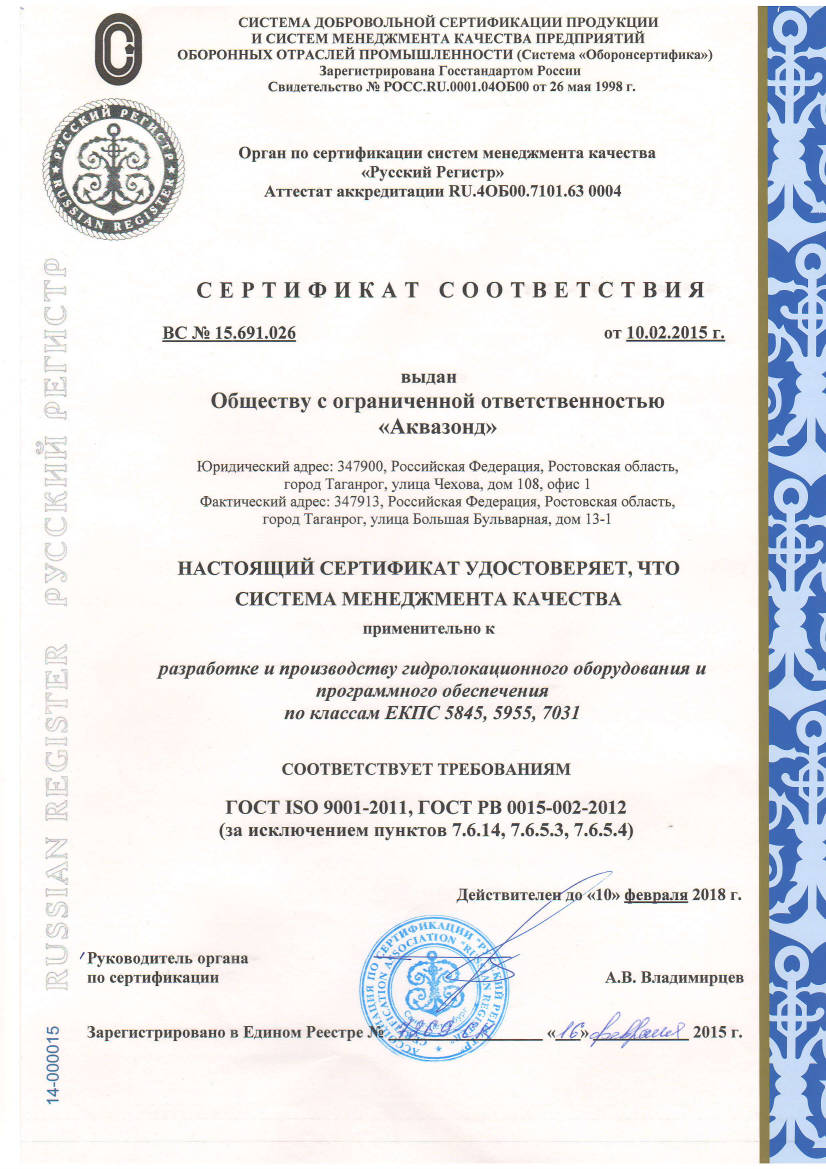 СИСТЕМА ДОБРОВОЛЬНОЙ СЕРТИФИКАЦИИ ПРОДУКЦИИ
И СИСТЕМ МЕНЕДЖМЕНТА КАЧЕСТВА ПРЕДПРИЯТИЙ
ОБОРОННЫХ ОТРАСЛЕЙ ПРОМЫШЛЕННОСТИ (Система «Оборонсертифика»)
Зарегистрирована Госстандартом России
Свидетельство № РОСС.RU.0001.04ОБ00 от 26 мая 1998 г.
РУССКИЙ РЕГИСТР
RUSSIAN REGISTER
Орган по сертификации систем менеджмента качества
«Русский Регистр»
Аттестат аккредитации RU.4ОБ00.7101.63 0004
СЕРТИФИКАТ СООТВЕТСТВИЯ
ВС № 15.691.026 от 10.02.2015 г.
выдан
Обществу с ограниченной ответственностью
«Аквазонд»
Юридический адрес: 347900, Российская Федерация, Ростовская область,
город Таганрог, улица Чехова, дом 108, офис 1
Фактический адрес: 347913, Российская Федерация, Ростовская область,
город Таганрог, улица Большая Бульварная, дом 13-1
НАСТОЯЩИЙ СЕРТИФИКАТ УДОСТОВЕРЯЕТ, ЧТО
СИСТЕМА МЕНЕДЖМЕНТА КАЧЕСТВА
применительно к
разработке и производству гидролокационного оборудования и
программного обеспечения
по классам ЕКПС 5845, 5955, 7031
СООТВЕТСТВУЕТ ТРЕБОВАНИЯМ
ГОСТ ISO 9001-2011, ГОСТ РВ 0015-002-2012
(за исключением пунктов 7.6.14, 7.6.5.3, 7.6.5.4)
Действителен до «10» февраля 2018 г.
Руководитель органа
по сертификации А.В. Владимирцев
Зарегистрировано в Едином Реестре № «16» февраля 2015 г.
АССОЦИАЦИЯ ПО СЕРТИФИКАЦИИ "РУССКИЙ РЕГИСТР"
CERTIFICATION ASSOCIATION "RUSSIAN REGISTER"
RUSSIAN REGISTER РУССКИЙ РЕГИСТР
14-000015